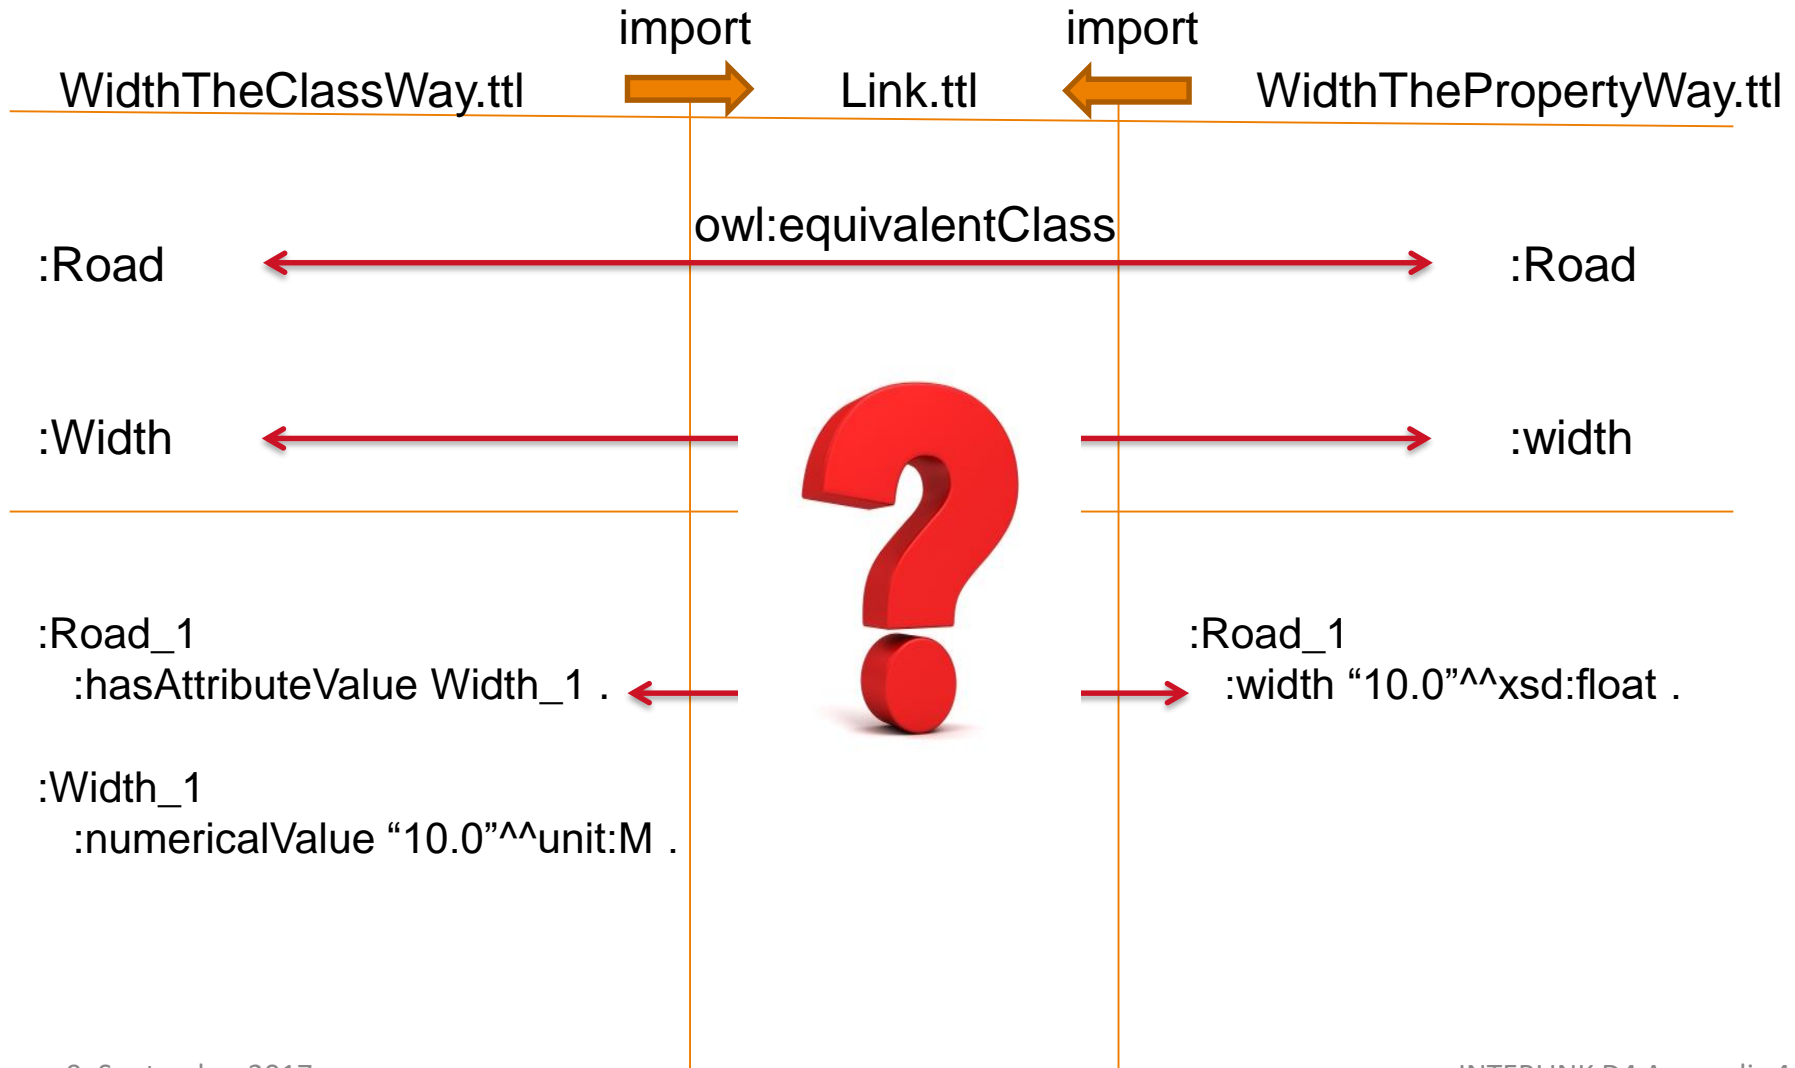 import
import
WidthTheClassWay.ttl
Link.ttl
WidthThePropertyWay.ttl
owl:equivalentClass
:Road
:Road
:Width
:width
:Road_1
:hasAttributeValue Width_1 .
:Road_1
:width “10.0”^^xsd:float .
:Width_1
:numericalValue “10.0”^^unit:M .